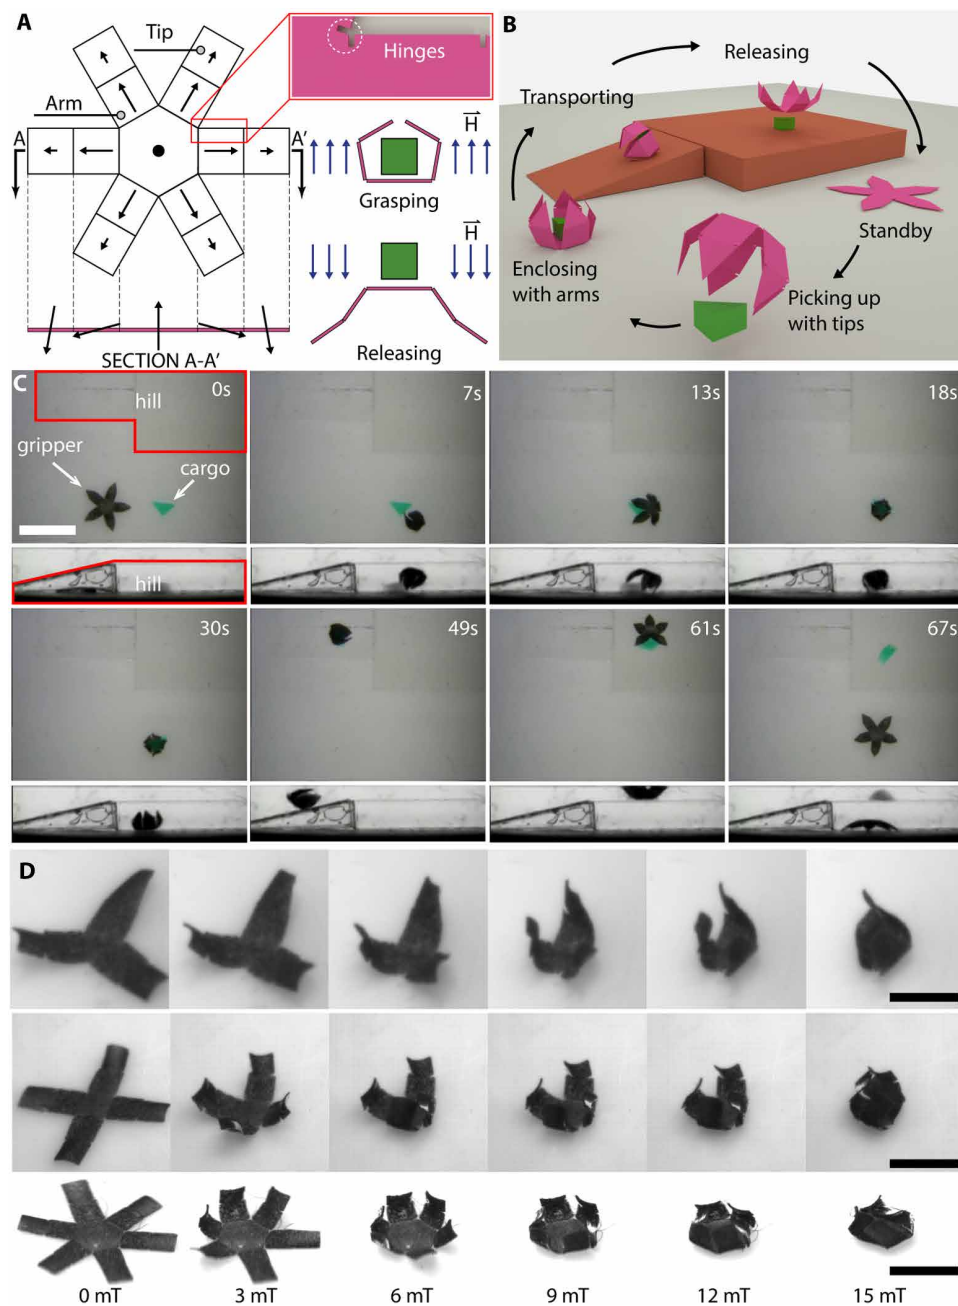 A
Tip
Hinges
Arm
A
A′
H
Grasping
H
Releasing
SECTION A-A′
B
Releasing
Transporting
Standby
Enclosing
with arms
Picking up
with tips
C
hill
0s
7s
13s
18s
gripper
cargo
hill
30s
49s
61s
67s
D
0 mT
3 mT
6 mT
9 mT
12 mT
15 mT